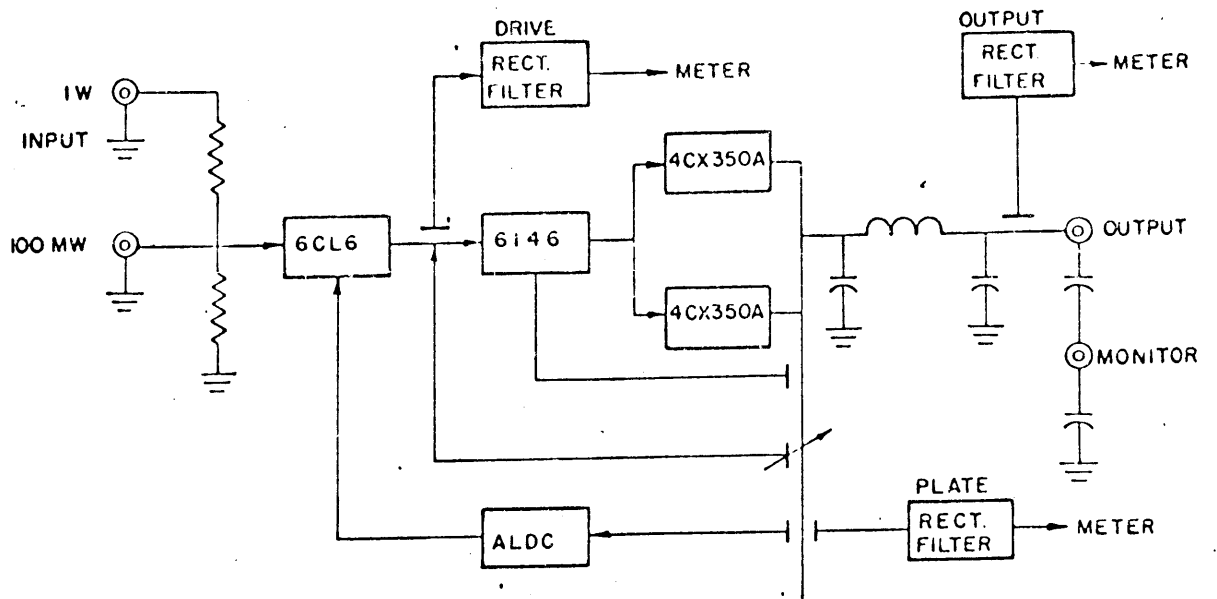 DRIVE
RECT.
FILTER
METER
OUTPUT
RECT.
FILTER
METER
1W
INPUT
100 MW
6CL6
6146
4CX350A
4CX350A
OUTPUT
MONITOR
ALDC
PLATE
RECT.
FILTER
METER